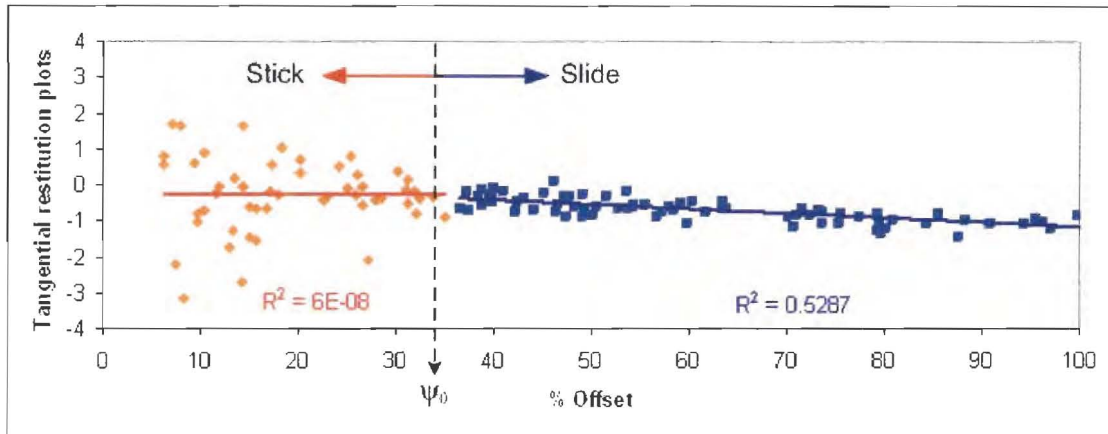 Tangential restitution plots
4
3
2
1
0
-1
-2
-3
-4
Stick
Slide
R² = 6E-08
R² = 0.5287
0
10
20
30
40
50
60
70
80
90
100
Ψ₀
% Offset